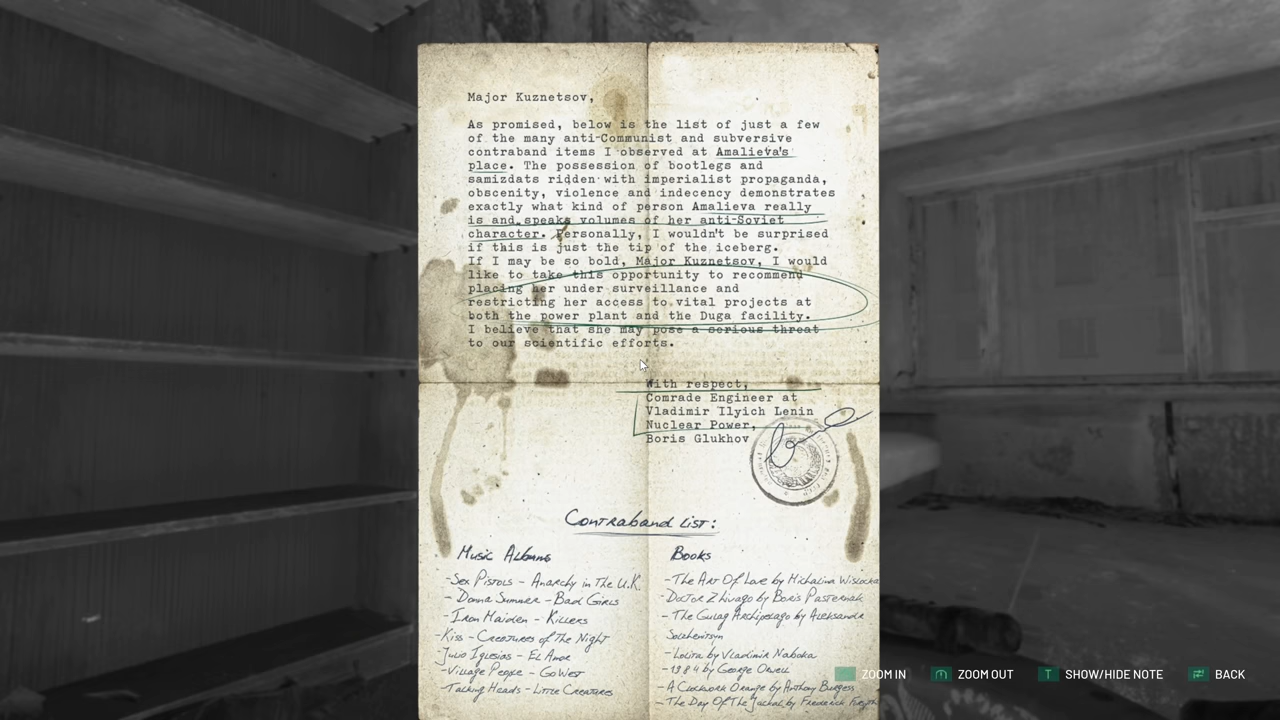 Major Kuznetsov,
As promised, below is the list of just a few
of the many anti-Communist and subversive
contraband items I observed at Amalieva's
place. The possession of bootlegs and
samizdats ridden with imperialist propaganda,
obscenity, violence and indecency demonstrates
exactly what kind of person Amalieva really
is and speaks volumes of her anti-Soviet
character. Personally, I wouldn't be surprised
if this is just the tip of the iceberg.
If I may be so bold, Major Kuznetsov, I would
like to take this opportunity to recommend
placing her under surveillance and
restricting her access to vital projects at
both the power plant and the Duga facility.
I believe that she may pose a serious threat
to our scientific efforts.
With respect,
Comrade Engineer at
Vladimir Ilyich Lenin
Nuclear Power,
Boris Glukhov
Contraband List:
Music Albums
-Sex Pistols - Anarchy in The U.K.
- Donna Summer - Bad Girls
-Iron Maiden - Killers
-Kiss - Creatures of The Night
-Julio Iglesias - El Amor
-Village People - Go West
-Talking Heads - Little Creatures
Books
-The Art Of Love by Michalina Wislocka
-Doctor Zhivago by Boris Pasternak
-The Gulag Archipelago by Aleksandr
Solzhenitsyn
-Lolita by Vladimir Naboka
-1984 by George Orwell
-A Clockwork Orange by Anthony Burgess
-The Day Of The Jackal by Frederick Forsyth
ZOOM IN
ZOOM OUT
T SHOW/HIDE NOTE
BACK